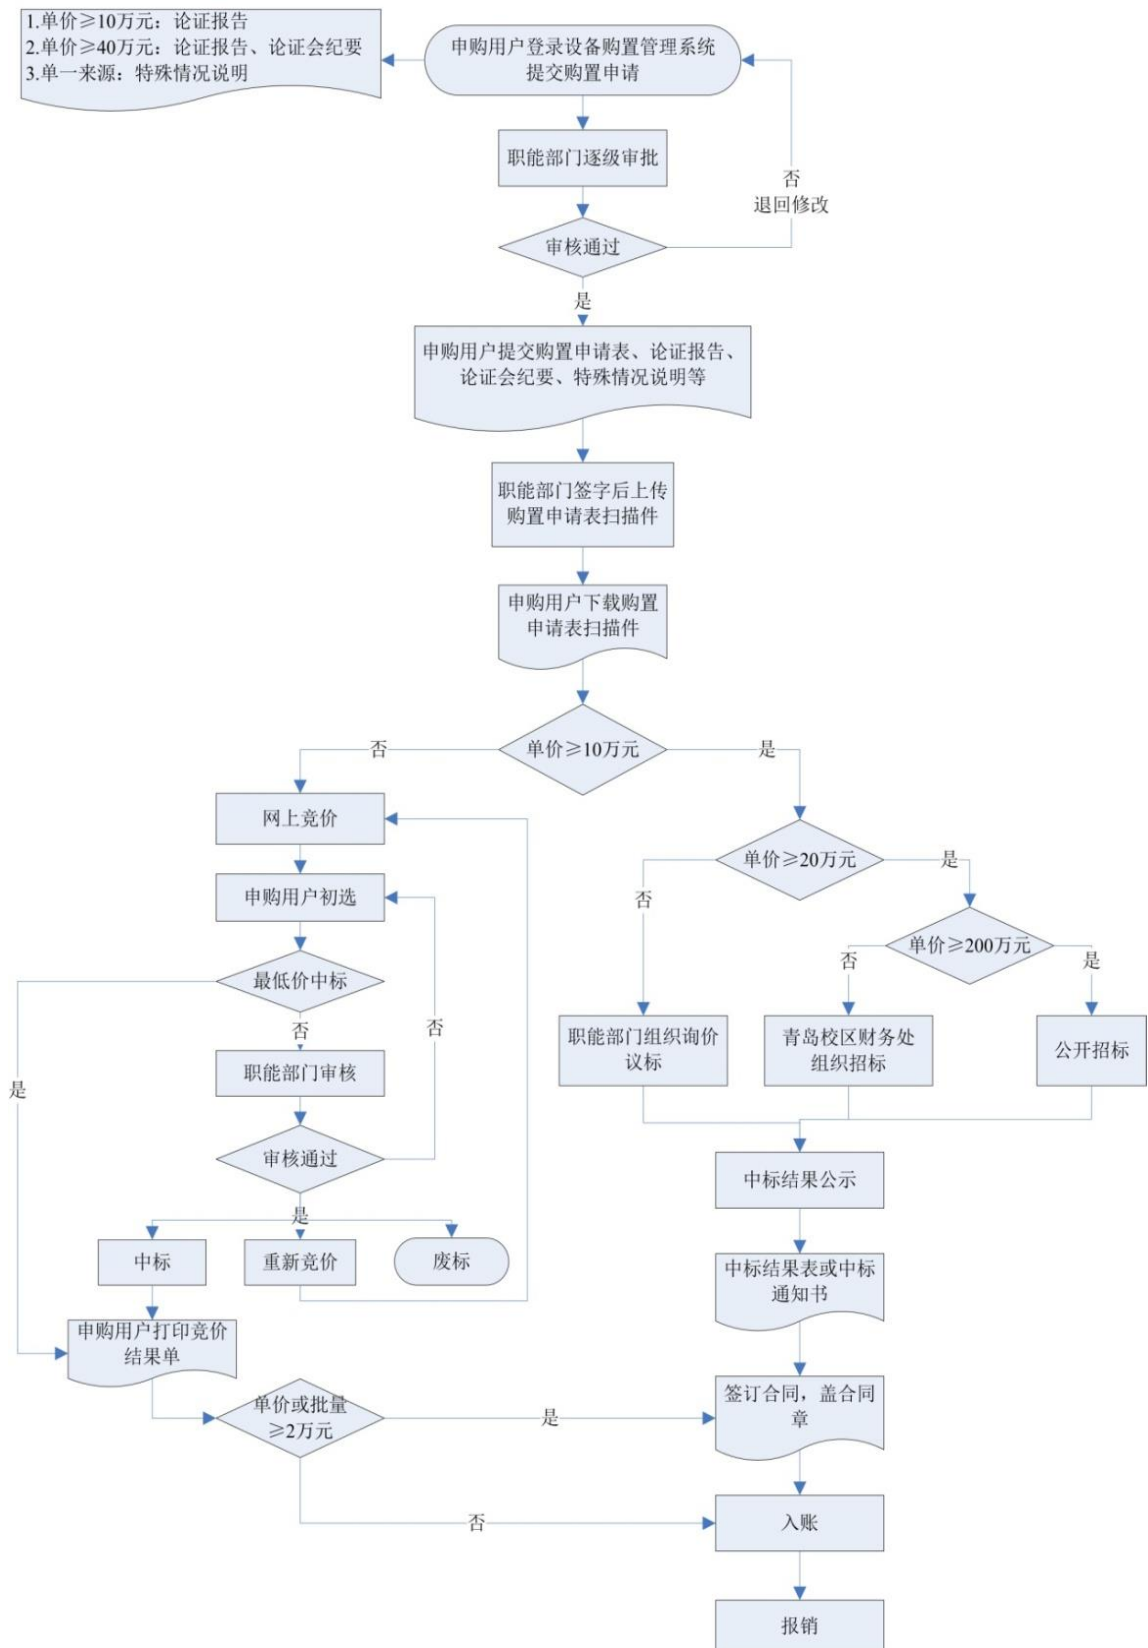 1.单价≥10万元：论证报告
2.单价≥40万元：论证报告、论证会纪要
3.单一来源：特殊情况说明
申购用户登录设备购置管理系统
提交购置申请
职能部门逐级审批
否
退回修改
审核通过
是
申购用户提交购置申请表、论证报告、
论证会纪要、特殊情况说明等
职能部门签字后上传
购置申请表扫描件
申购用户下载购置
申请表扫描件
单价≥10万元
否
是
网上竞价
申购用户初选
最低价中标
否
否
是
职能部门审核
审核通过
是
中标
重新竞价
废标
申购用户打印竞价
结果单
单价或批量
≥2万元
是
否
单价≥20万元
否
是
单价≥200万元
否
是
职能部门组织询价
议标
青岛校区财务处
组织招标
公开招标
中标结果公示
中标结果表或中标
通知书
签订合同，盖合同
章
入账
报销